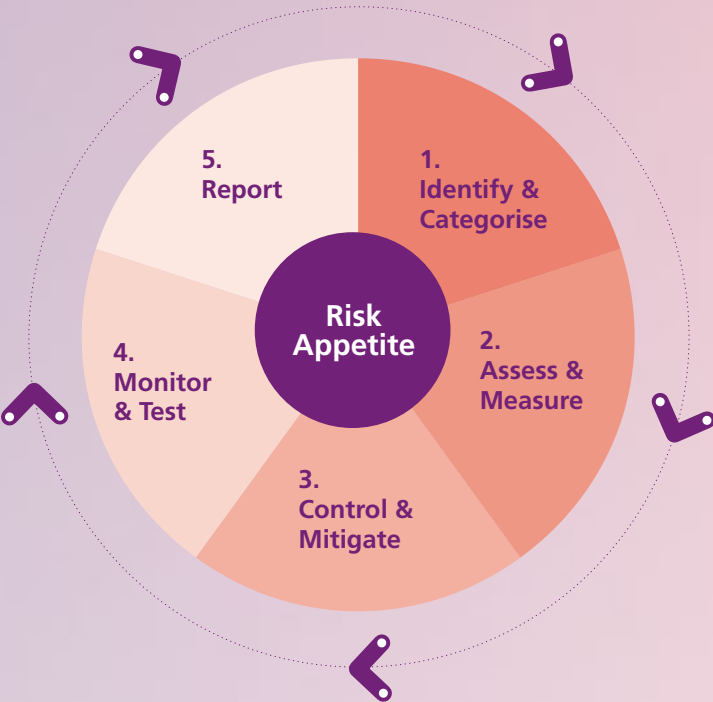 1.
Identify &
Categorise
2.
Assess &
Measure
3.
Control &
Mitigate
4.
Monitor
& Test
5.
Report
Risk
Appetite